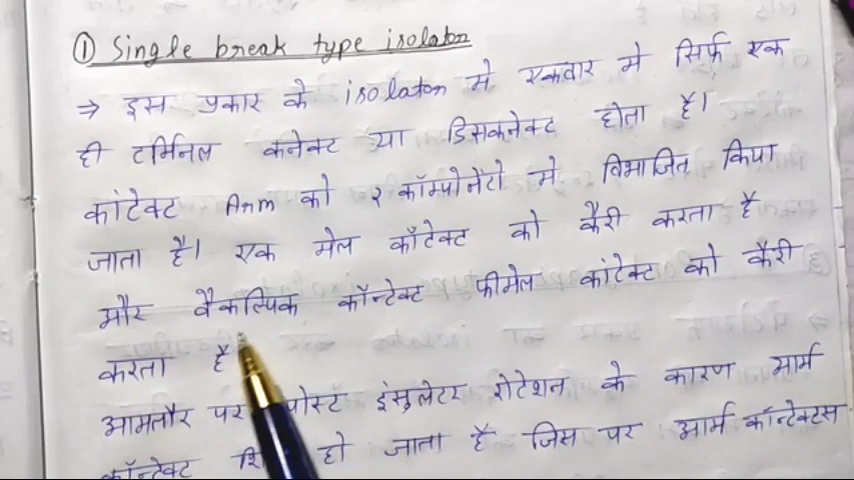 ① Single break type isolator
⇒ इस प्रकार के isolator मे एकबार मे सिर्फ एक
ही टर्मिनल कनेक्ट या डिसकनेक्ट होता है।
कांटेक्ट Arm को २ कॉम्पोनेंटो मे विभाजित किया
जाता है। एक मेल कॉंटेक्ट को कैरी करता है
और वैकल्पिक कॉन्टेक्ट फीमेल कांटेक्ट को कैरी
करता है
आमतौर पर पोस्ट इंसुलेटर रोटेशन के कारण आर्म
कॉन्टेक्ट हो जाता है जिस पर आर्म कॉन्टेक्टस